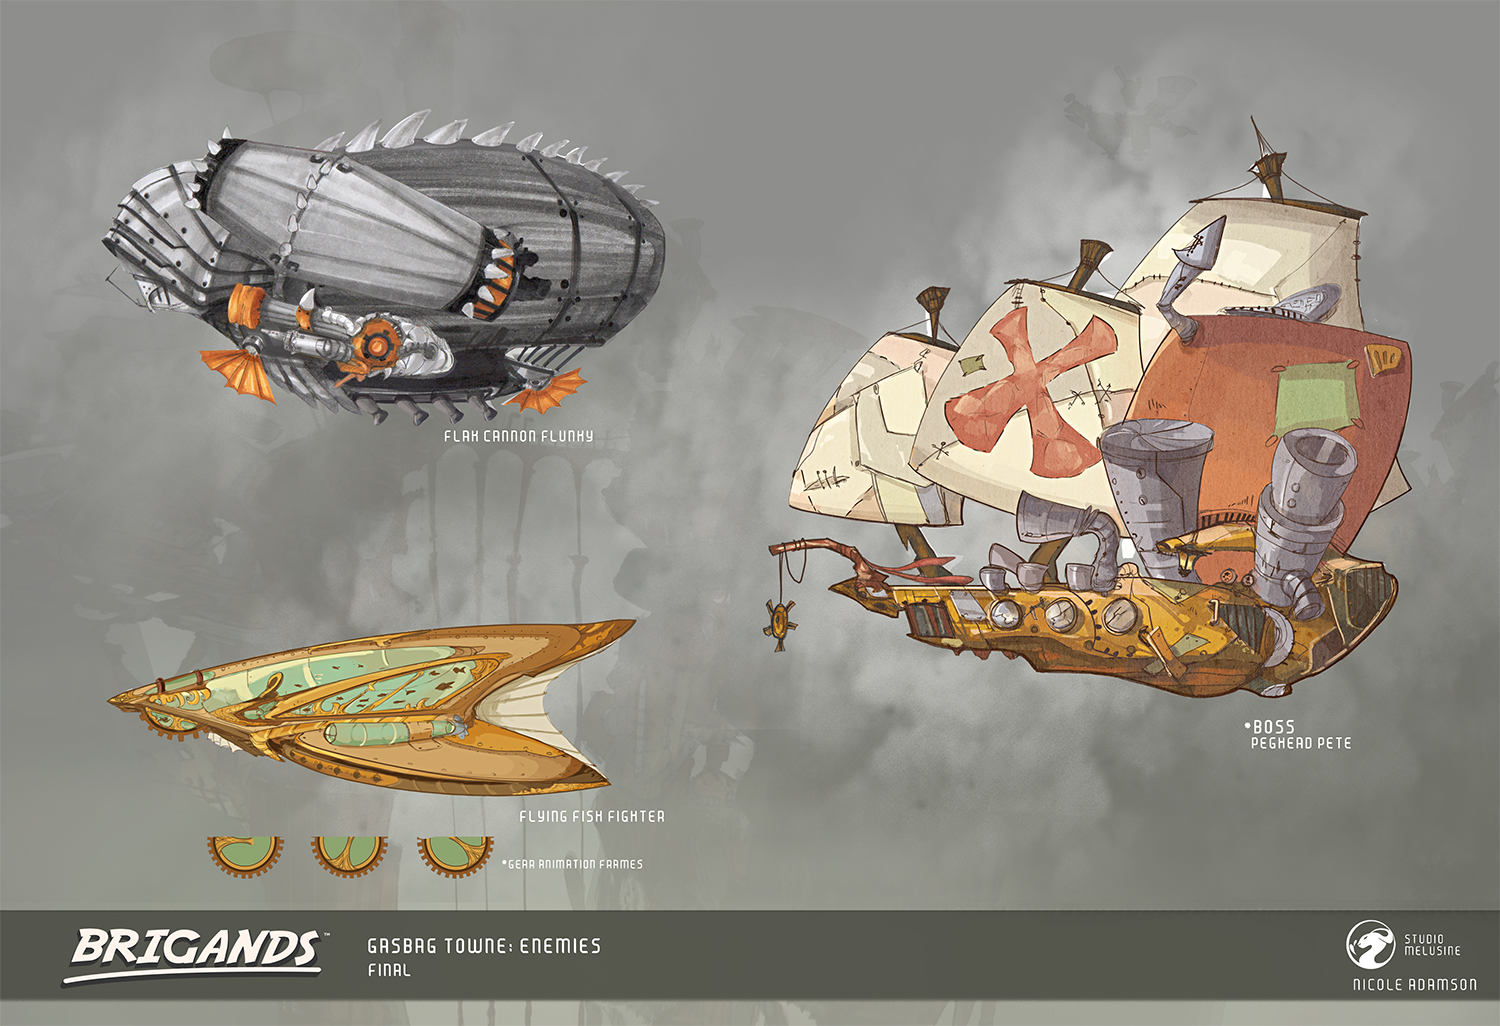 FLAK CANNON FLUNKY
•BOSS
PEGHEAD PETE
FLYING FISH FIGHTER
*GEAR ANIMATION FRAMES
BRIGANDS™
GASBAG TOWNE: ENEMIES
FINAL
STUDIO
MELUSINE
NICOLE ADAMSON